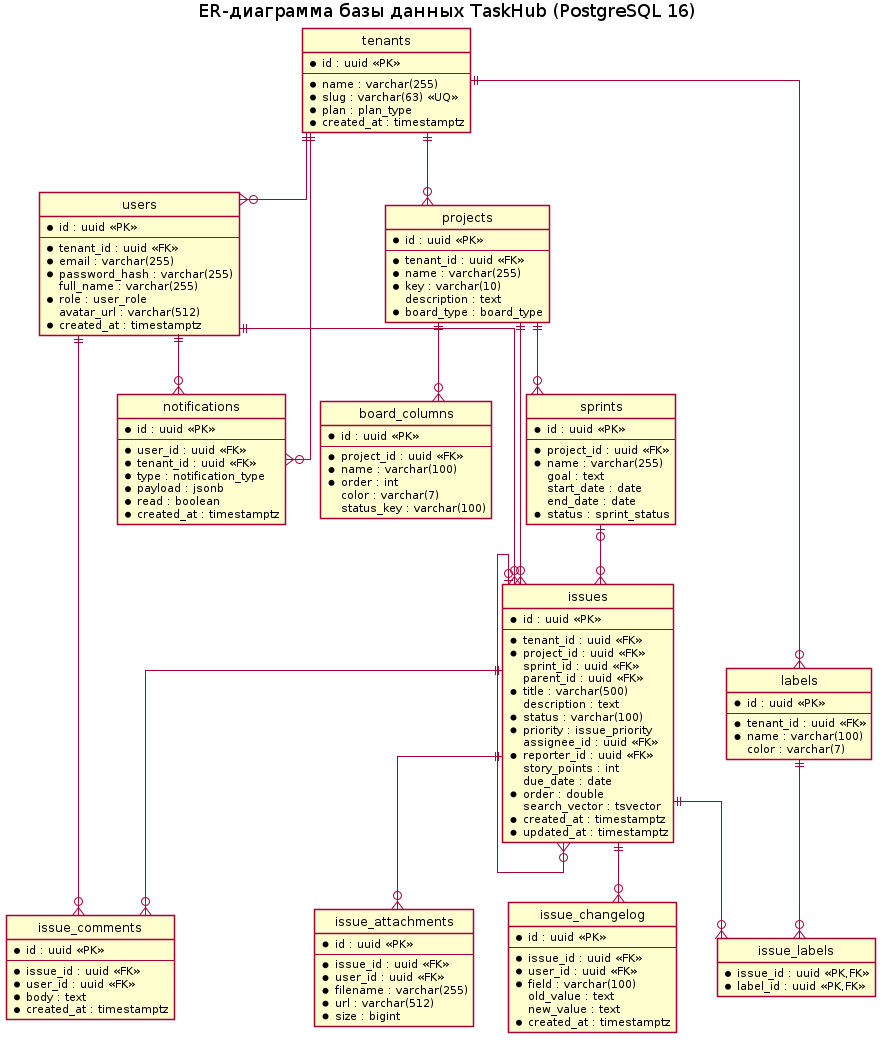 ER-диаграмма базы данных TaskHub (PostgreSQL 16)
tenants
● id : uuid «PK»
● name : varchar(255)
● slug : varchar(63) «UQ»
● plan : plan_type
● created_at : timestamptz
users
● id : uuid «PK»
● tenant_id : uuid «FK»
● email : varchar(255)
● password_hash : varchar(255)
full_name : varchar(255)
● role : user_role
avatar_url : varchar(512)
● created_at : timestamptz
projects
● id : uuid «PK»
● tenant_id : uuid «FK»
● name : varchar(255)
● key : varchar(10)
description : text
● board_type : board_type
notifications
● id : uuid «PK»
● user_id : uuid «FK»
● tenant_id : uuid «FK»
● type : notification_type
● payload : jsonb
● read : boolean
● created_at : timestamptz
board_columns
● id : uuid «PK»
● project_id : uuid «FK»
● name : varchar(100)
● order : int
color : varchar(7)
status_key : varchar(100)
sprints
● id : uuid «PK»
● project_id : uuid «FK»
● name : varchar(255)
goal : text
start_date : date
end_date : date
● status : sprint_status
issues
● id : uuid «PK»
● tenant_id : uuid «FK»
● project_id : uuid «FK»
sprint_id : uuid «FK»
parent_id : uuid «FK»
● title : varchar(500)
description : text
● status : varchar(100)
● priority : issue_priority
assignee_id : uuid «FK»
● reporter_id : uuid «FK»
story_points : int
due_date : date
● order : double
search_vector : tsvector
● created_at : timestamptz
● updated_at : timestamptz
labels
● id : uuid «PK»
● tenant_id : uuid «FK»
● name : varchar(100)
color : varchar(7)
issue_comments
● id : uuid «PK»
● issue_id : uuid «FK»
● user_id : uuid «FK»
● body : text
● created_at : timestamptz
issue_attachments
● id : uuid «PK»
● issue_id : uuid «FK»
● user_id : uuid «FK»
● filename : varchar(255)
● url : varchar(512)
● size : bigint
issue_changelog
● id : uuid «PK»
● issue_id : uuid «FK»
● user_id : uuid «FK»
● field : varchar(100)
old_value : text
new_value : text
● created_at : timestamptz
issue_labels
● issue_id : uuid «PK,FK»
● label_id : uuid «PK,FK»